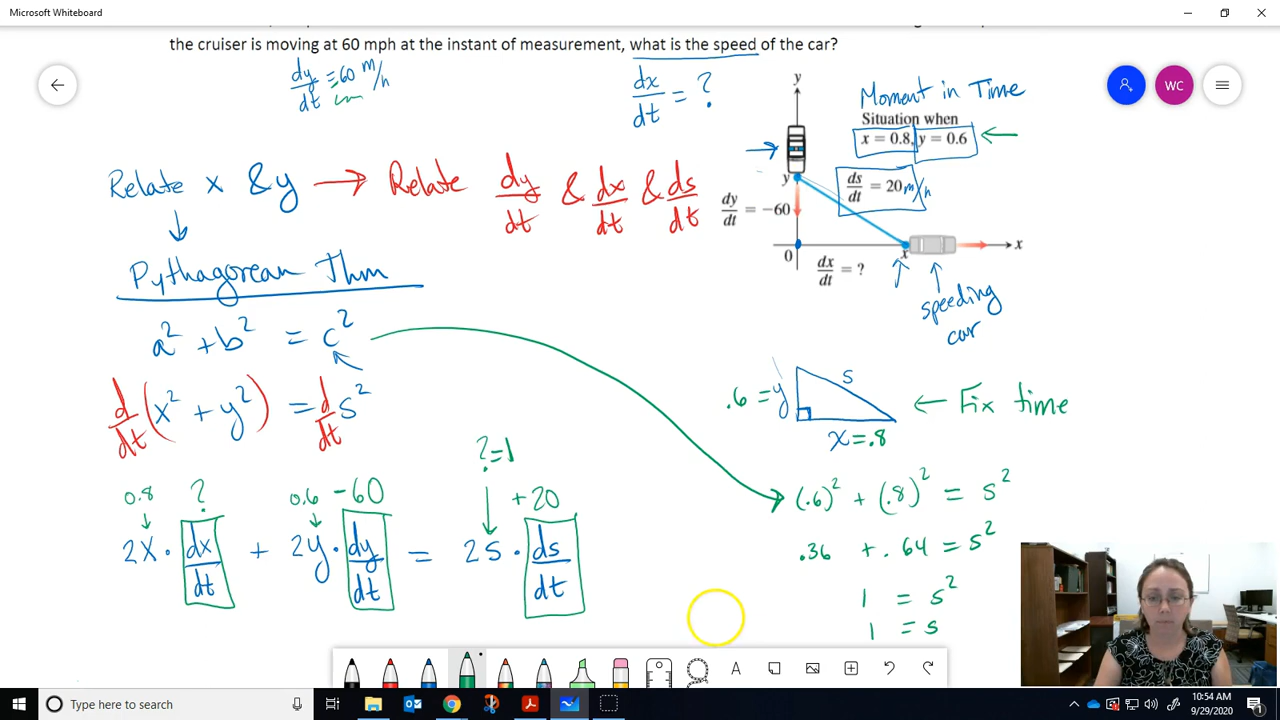 Microsoft Whiteboard
the cruiser is moving at 60 mph at the instant of measurement, what is the speed of the car?
dy/dt = 60 m/h
dx/dt = ?
WC
y
Moment in Time
Situation when
x = 0.8, y = 0.6
Relate x & y → Relate dy/dt & dx/dt & ds/dt
y
ds/dt = 20 m/h
dy/dt = −60
0
x
x
dx/dt = ?
speeding
car
Pythagorean Thm
a² + b² = c²
d/dt (x² + y²) = d/dt s²
.6 = y
s
x = .8
← Fix time
? = 1
0.8 ? 0.6 −60 +20
2x · dx/dt + 2y · dy/dt = 2s · ds/dt
(.6)² + (.8)² = s²
.36 + .64 = s²
1 = s²
1 = s
A
Type here to search
10:54 AM
9/29/2020